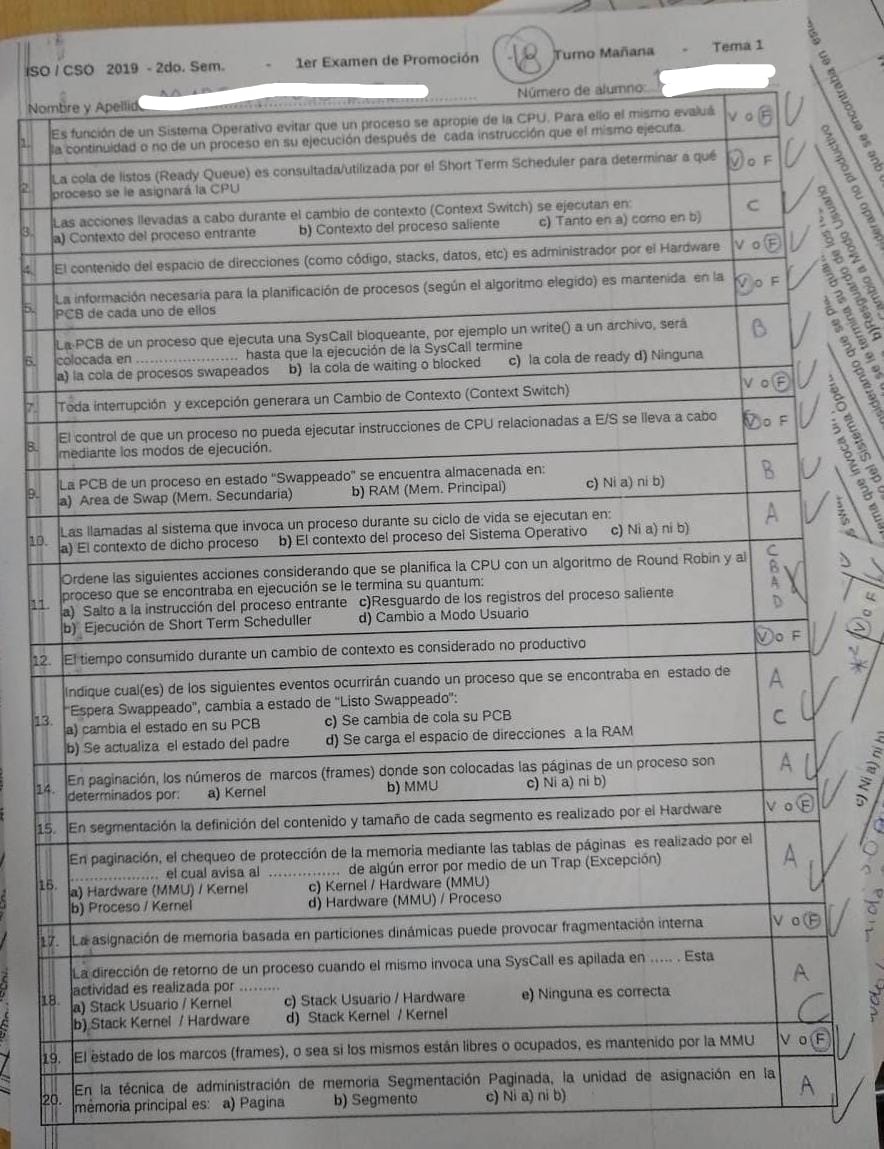 ISO / CSO 2019 - 2do. Sem. - 1er Examen de Promoción 18 Turno Mañana - Tema 1
Nombre y Apellid Número de alumno:
1. Es función de un Sistema Operativo evitar que un proceso se apropie de la CPU. Para ello el mismo evaluá V o F
la continuidad o no de un proceso en su ejecución después de cada instrucción que el mismo ejecuta.
2. La cola de listos (Ready Queue) es consultada/utilizada por el Short Term Scheduler para determinar a qué V o F
proceso se le asignará la CPU
3. Las acciones llevadas a cabo durante el cambio de contexto (Context Switch) se ejecutan en: C
a) Contexto del proceso entrante b) Contexto del proceso saliente c) Tanto en a) como en b)
4. El contenido del espacio de direcciones (como código, stacks, datos, etc) es administrador por el Hardware V o F
5. La información necesaria para la planificación de procesos (según el algoritmo elegido) es mantenida en la V o F
PCB de cada uno de ellos
6. La PCB de un proceso que ejecuta una SysCall bloqueante, por ejemplo un write() a un archivo, será B
colocada en ..................... hasta que la ejecución de la SysCall termine
a) la cola de procesos swapeados b) la cola de waiting o blocked c) la cola de ready d) Ninguna
7. Toda interrupción y excepción generara un Cambio de Contexto (Context Switch) V o F
8. El control de que un proceso no pueda ejecutar instrucciones de CPU relacionadas a E/S se lleva a cabo V o F
mediante los modos de ejecución.
9. La PCB de un proceso en estado "Swappeado" se encuentra almacenada en: B
a) Area de Swap (Mem. Secundaria) b) RAM (Mem. Principal) c) Ni a) ni b)
10. Las llamadas al sistema que invoca un proceso durante su ciclo de vida se ejecutan en: A
a) El contexto de dicho proceso b) El contexto del proceso del Sistema Operativo c) Ni a) ni b)
11. Ordene las siguientes acciones considerando que se planifica la CPU con un algoritmo de Round Robin y al C
proceso que se encontraba en ejecución se le termina su quantum: B
a) Salto a la instrucción del proceso entrante c)Resguardo de los registros del proceso saliente A
b) Ejecución de Short Term Scheduller d) Cambio a Modo Usuario D
12. El tiempo consumido durante un cambio de contexto es considerado no productivo V o F
13. Indique cual(es) de los siguientes eventos ocurrirán cuando un proceso que se encontraba en estado de A
"Espera Swappeado", cambia a estado de "Listo Swappeado":
a) cambia el estado en su PCB c) Se cambia de cola su PCB C
b) Se actualiza el estado del padre d) Se carga el espacio de direcciones a la RAM
14. En paginación, los números de marcos (frames) donde son colocadas las páginas de un proceso son A
determinados por: a) Kernel b) MMU c) Ni a) ni b)
15. En segmentación la definición del contenido y tamaño de cada segmento es realizado por el Hardware V o F
16. En paginación, el chequeo de protección de la memoria mediante las tablas de páginas es realizado por el A
.................. el cual avisa al ............... de algún error por medio de un Trap (Excepción)
a) Hardware (MMU) / Kernel c) Kernel / Hardware (MMU)
b) Proceso / Kernel d) Hardware (MMU) / Proceso
17. La asignación de memoria basada en particiones dinámicas puede provocar fragmentación interna V o F
18. La dirección de retorno de un proceso cuando el mismo invoca una SysCall es apilada en ..... . Esta A
actividad es realizada por .........
a) Stack Usuario / Kernel c) Stack Usuario / Hardware e) Ninguna es correcta
b) Stack Kernel / Hardware d) Stack Kernel / Kernel C
19. El estado de los marcos (frames), o sea si los mismos están libres o ocupados, es mantenido por la MMU V o F
20. En la técnica de administración de memoria Segmentación Paginada, la unidad de asignación en la A
memoria principal es: a) Pagina b) Segmento c) Ni a) ni b)